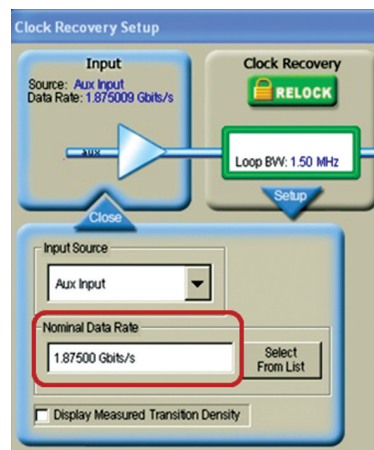 Clock Recovery Setup
Input
Source: Aux Input
Data Rate: 1.875009 Gbits/s
aux
Close
Clock Recovery
RELOCK
Loop BW: 1.50 MHz
Setup
Input Source
Aux Input
Nominal Data Rate
1.87500 Gbits/s
Select
From List
Display Measured Transition Density